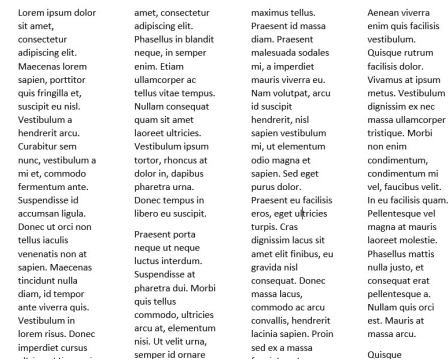 Lorem ipsum dolor
sit amet,
consectetur
adipiscing elit.
Maecenas lorem
sapien, porttitor
quis fringilla et,
suscipit eu nisl.
Vestibulum a
hendrerit arcu.
Curabitur sem
nunc, vestibulum a
mi et, commodo
fermentum ante.
Suspendisse id
accumsan ligula.
Donec ut orci non
tellus iaculis
venenatis non at
sapien. Maecenas
tincidunt nulla
diam, id tempor
ante viverra quis.
Vestibulum in
lorem risus. Donec
imperdiet cursus
amet, consectetur
adipiscing elit.
Phasellus in blandit
neque, in semper
enim. Etiam
ullamcorper ac
tellus vitae tempus.
Nullam consequat
quam sit amet
laoreet ultricies.
Vestibulum ipsum
tortor, rhoncus at
dolor in, dapibus
pharetra urna.
Donec tempus in
libero eu suscipit.
Praesent porta
neque ut neque
luctus interdum.
Suspendisse at
pharetra dui. Morbi
quis tellus
commodo, ultricies
arcu at, elementum
nisi. Ut velit urna,
semper id ornare
maximus tellus.
Praesent id massa
diam. Praesent
malesuada sodales
mi, a imperdiet
mauris viverra eu.
Nam volutpat, arcu
id suscipit
hendrerit, nisl
sapien vestibulum
mi, ut elementum
odio magna et
sapien. Sed eget
purus dolor.
Praesent eu facilisis
eros, eget ultricies
turpis. Cras
dignissim lacus sit
amet elit finibus, eu
gravida nisl
consequat. Donec
massa lacus,
commodo ac arcu
convallis, hendrerit
lacinia sapien. Proin
sed ex a massa
Aenean viverra
enim quis facilisis
vestibulum.
Quisque rutrum
facilisis dolor.
Vivamus at ipsum
metus. Vestibulum
dignissim ex nec
massa ullamcorper
tristique. Morbi
non enim
condimentum,
condimentum mi
vel, faucibus velit.
In eu facilisis quam.
Pellentesque vel
magna at mauris
laoreet molestie.
Phasellus mattis
nulla justo, et
consequat erat
pellentesque a.
Nullam quis orci
est. Mauris at
massa arcu.
Quisque